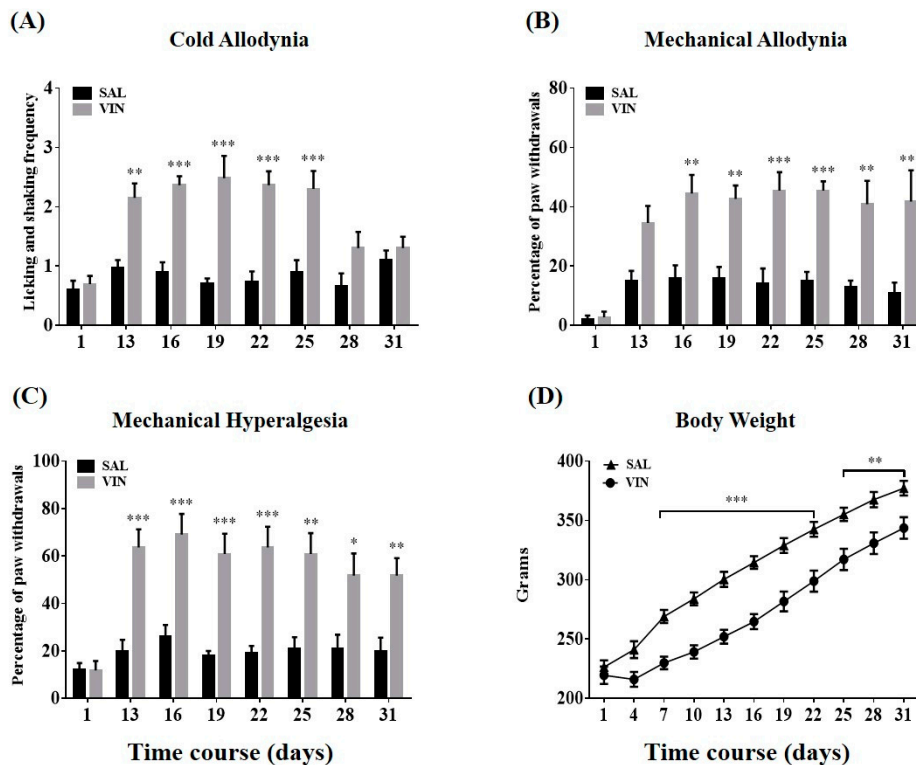 (A)
Cold Allodynia
Licking and shaking frequency
4
3
2
1
0
SAL
VIN
** *** *** *** ***
1 13 16 19 22 25 28 31
(B)
Mechanical Allodynia
Percentage of paw withdrawals
80
60
40
20
0
SAL
VIN
** ** *** *** ** **
1 13 16 19 22 25 28 31
(C)
Mechanical Hyperalgesia
Percentage of paw withdrawals
100
80
60
40
20
0
SAL
VIN
*** *** *** *** ** * **
1 13 16 19 22 25 28 31
Time course (days)
(D)
Body Weight
Grams
400
350
300
250
200
SAL
VIN
*** **
1 4 7 10 13 16 19 22 25 28 31
Time course (days)